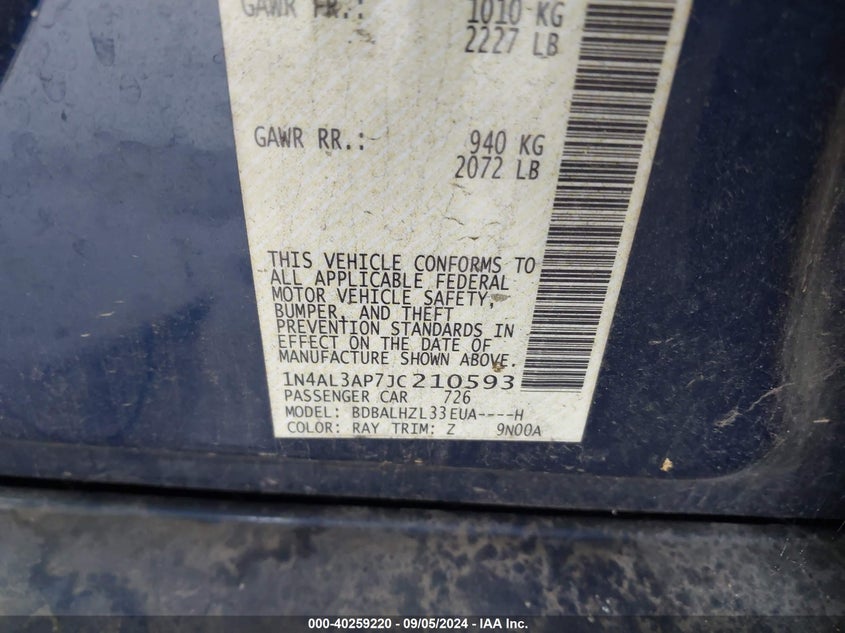 GAWR FR.: 1010 KG
2227 LB
GAWR RR.: 940 KG
2072 LB
THIS VEHICLE CONFORMS TO
ALL APPLICABLE FEDERAL
MOTOR VEHICLE SAFETY,
BUMPER, AND THEFT
PREVENTION STANDARDS IN
EFFECT ON THE DATE OF
MANUFACTURE SHOWN ABOVE.
1N4AL3AP7JC210593
PASSENGER CAR 726
MODEL: BDBALHZL33EUA----H
COLOR: RAY TRIM: Z 9N00A
000-40259220 - 09/05/2024 - IAA Inc.